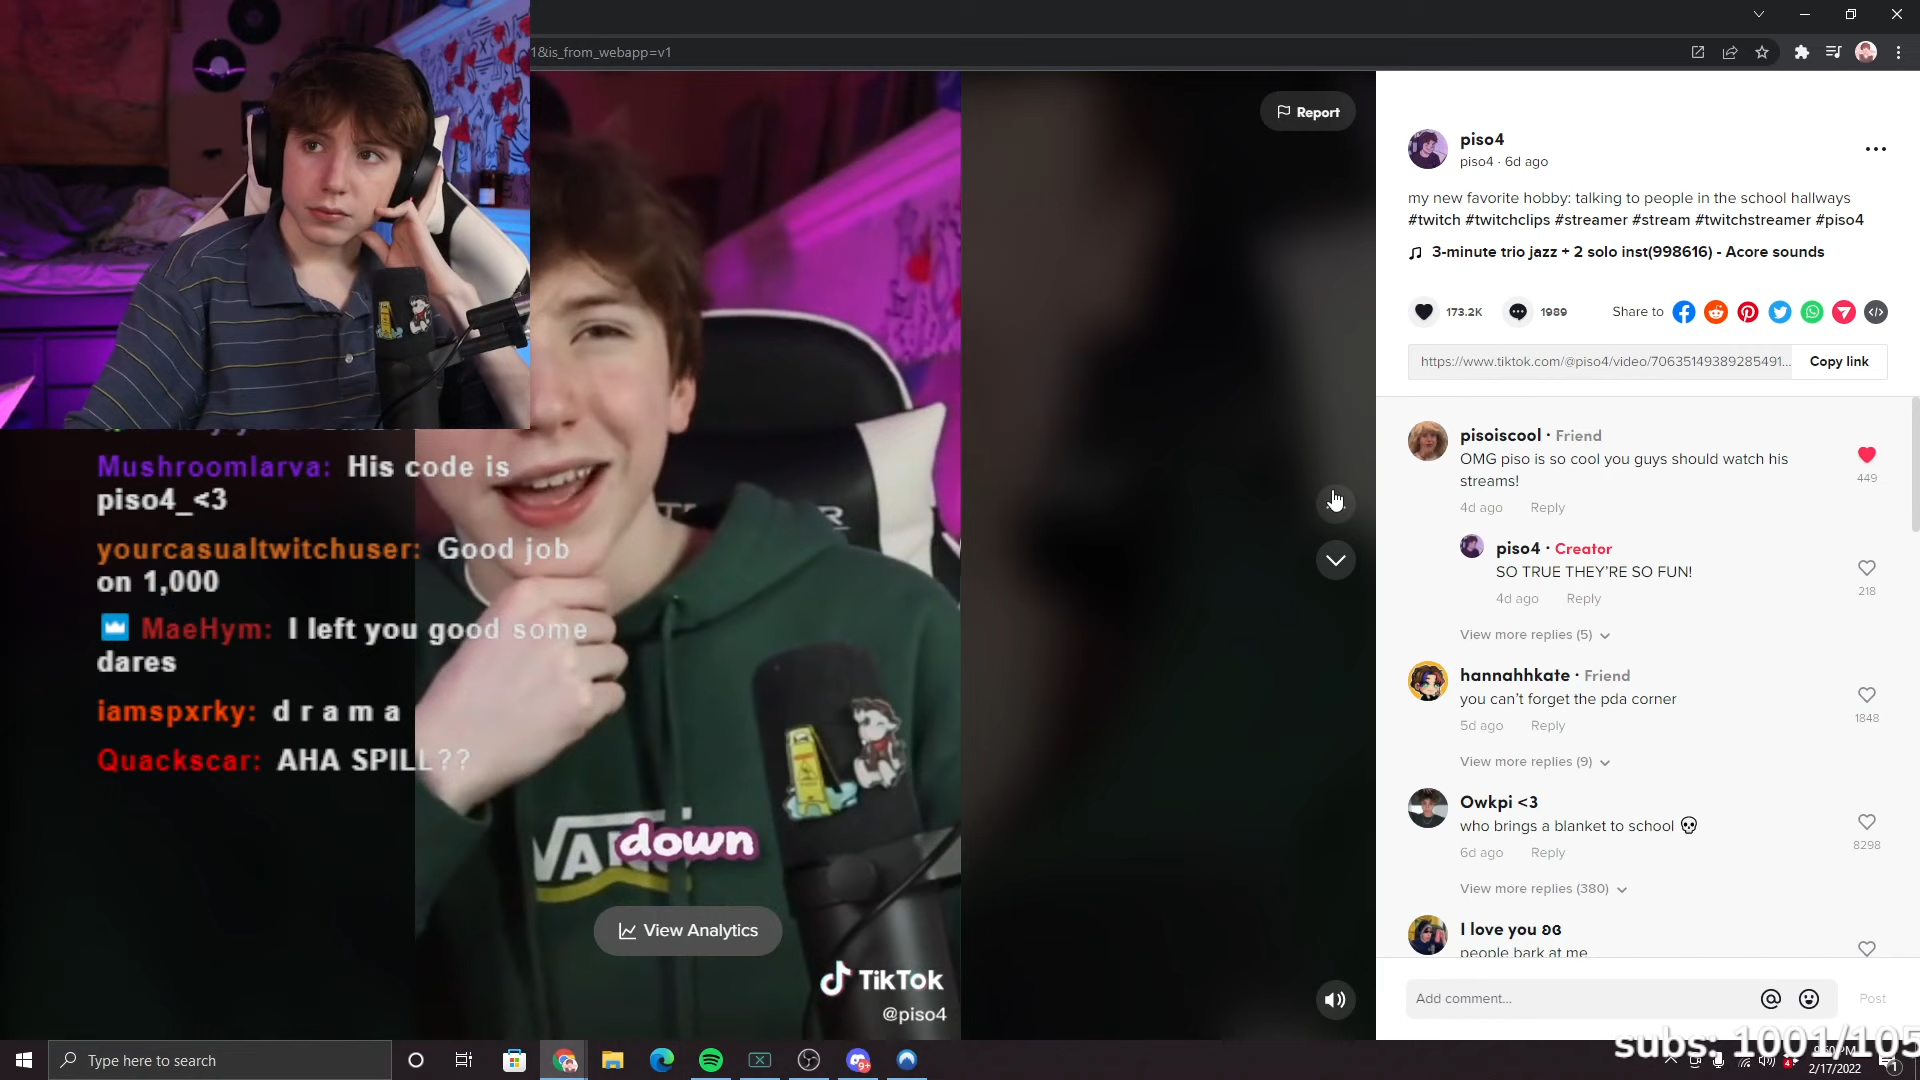 1&is_from_webapp=v1
Report
piso4
piso4 · 6d ago
my new favorite hobby: talking to people in the school hallways
#twitch #twitchclips #streamer #stream #twitchstreamer #piso4
3-minute trio jazz + 2 solo inst(998616) - Acore sounds
173.2K
1989
Share to
https://www.tiktok.com/@piso4/video/70635149389285491...
Copy link
pisoiscool · Friend
OMG piso is so cool you guys should watch his
streams!
449
4d ago Reply
piso4 · Creator
SO TRUE THEY'RE SO FUN!
218
4d ago Reply
View more replies (5)
hannahhkate · Friend
you can't forget the pda corner
1848
5d ago Reply
View more replies (9)
Owkpi <3
who brings a blanket to school 💀
8298
6d ago Reply
View more replies (380)
I love you ʚɞ
people bark at me
Add comment...
Post
Mushroomlarva: His code is
piso4_<3
yourcasualtwitchuser: Good job
on 1,000
MaeHym: I left you good some
dares
iamspxrky: d r a m a
Quackscar: AHA SPILL??
down
View Analytics
TikTok
@piso4
subs: 1001/105
Type here to search
9+
2/17/2022
1